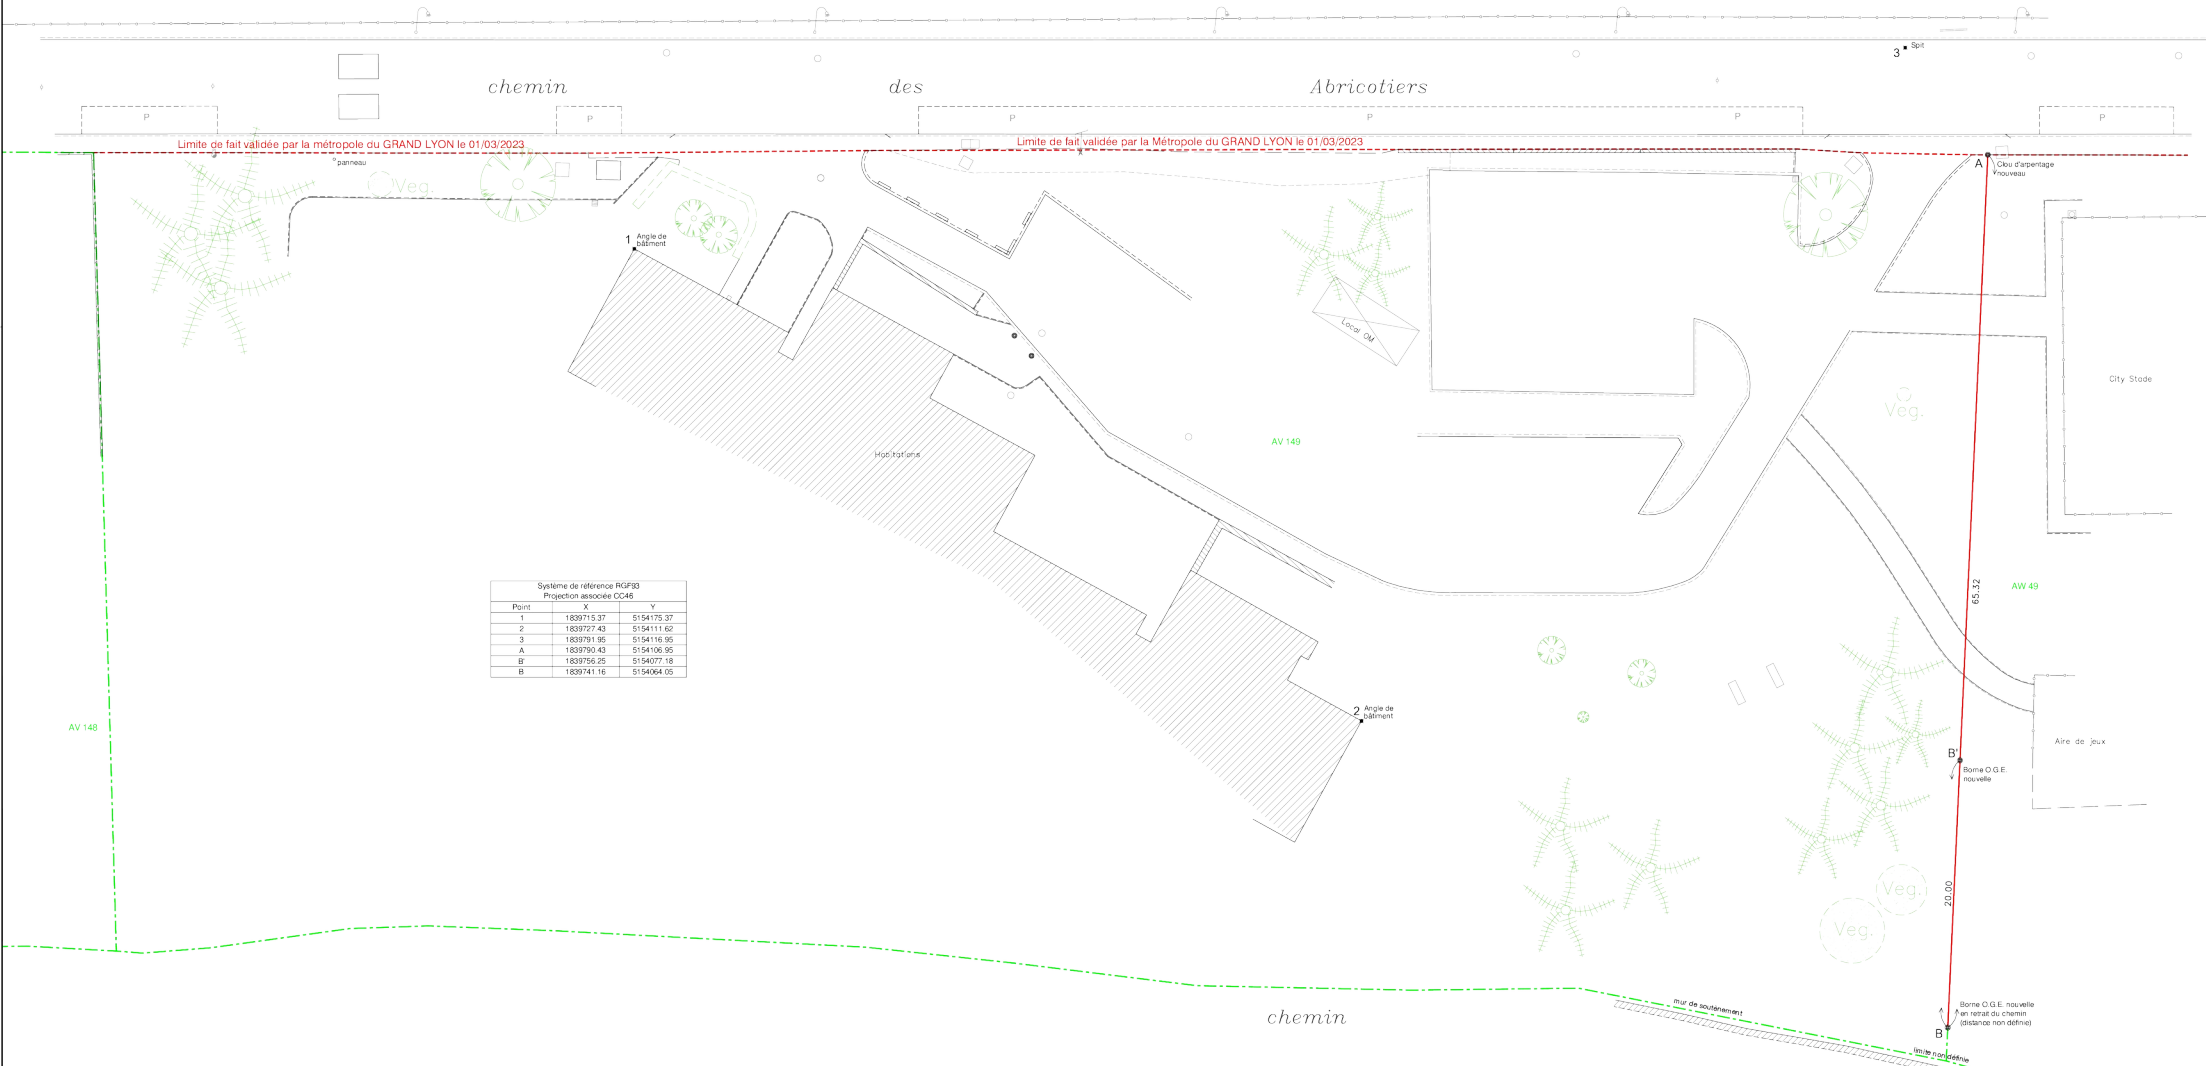 3 Spit
chemin des Abricotiers
P P P P P P
Limite de fait validée par la métropole du GRAND LYON le 01/03/2023
Limite de fait validée par la Métropole du GRAND LYON le 01/03/2023
panneau
Veg.
A Clou d'arpentage
nouveau
1 Angle de
bâtiment
Local OM
City Stade
Veg.
AV 149
Habitations
Système de référence RGF93
Projection associée CC46
Point X Y
1 1839715.37 5154175.37
2 1839727.43 5154111.62
3 1839791.95 5154116.95
A 1839790.43 5154106.95
B' 1839756.25 5154077.18
B 1839741.16 5154064.05
65.32
AW 49
2 Angle de
bâtiment
AV 148
Aire de jeux
B'
Borne O.G.E.
nouvelle
20.00
Veg.
Veg.
chemin
mur de soutènement
Borne O.G.E. nouvelle
en retrait du chemin
(distance non définie)
B
limite non définie